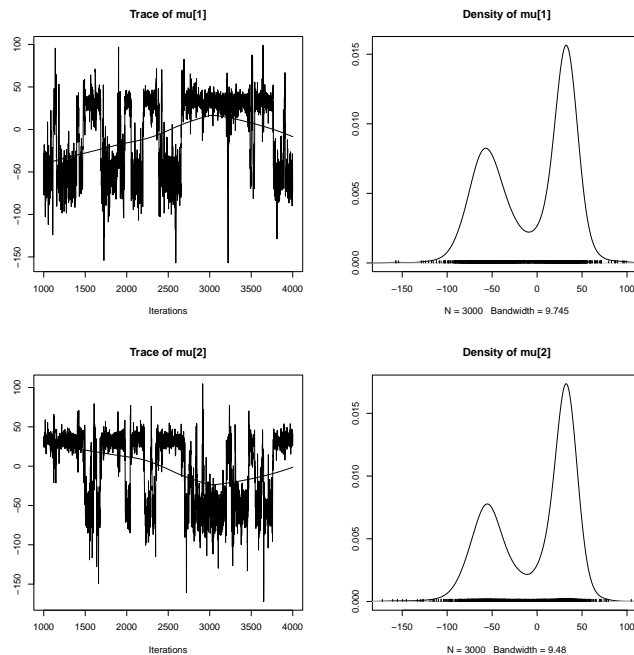 Trace of mu[1]
100
50
0
−50
−100
−150
1000 1500 2000 2500 3000 3500 4000
Iterations
Density of mu[1]
0.015
0.010
0.005
0.000
−150 −100 −50 0 50 100
N = 3000 Bandwidth = 9.745
Trace of mu[2]
100
50
0
−50
−100
−150
1000 1500 2000 2500 3000 3500 4000
Iterations
Density of mu[2]
0.015
0.010
0.005
0.000
−150 −100 −50 0 50 100
N = 3000 Bandwidth = 9.48